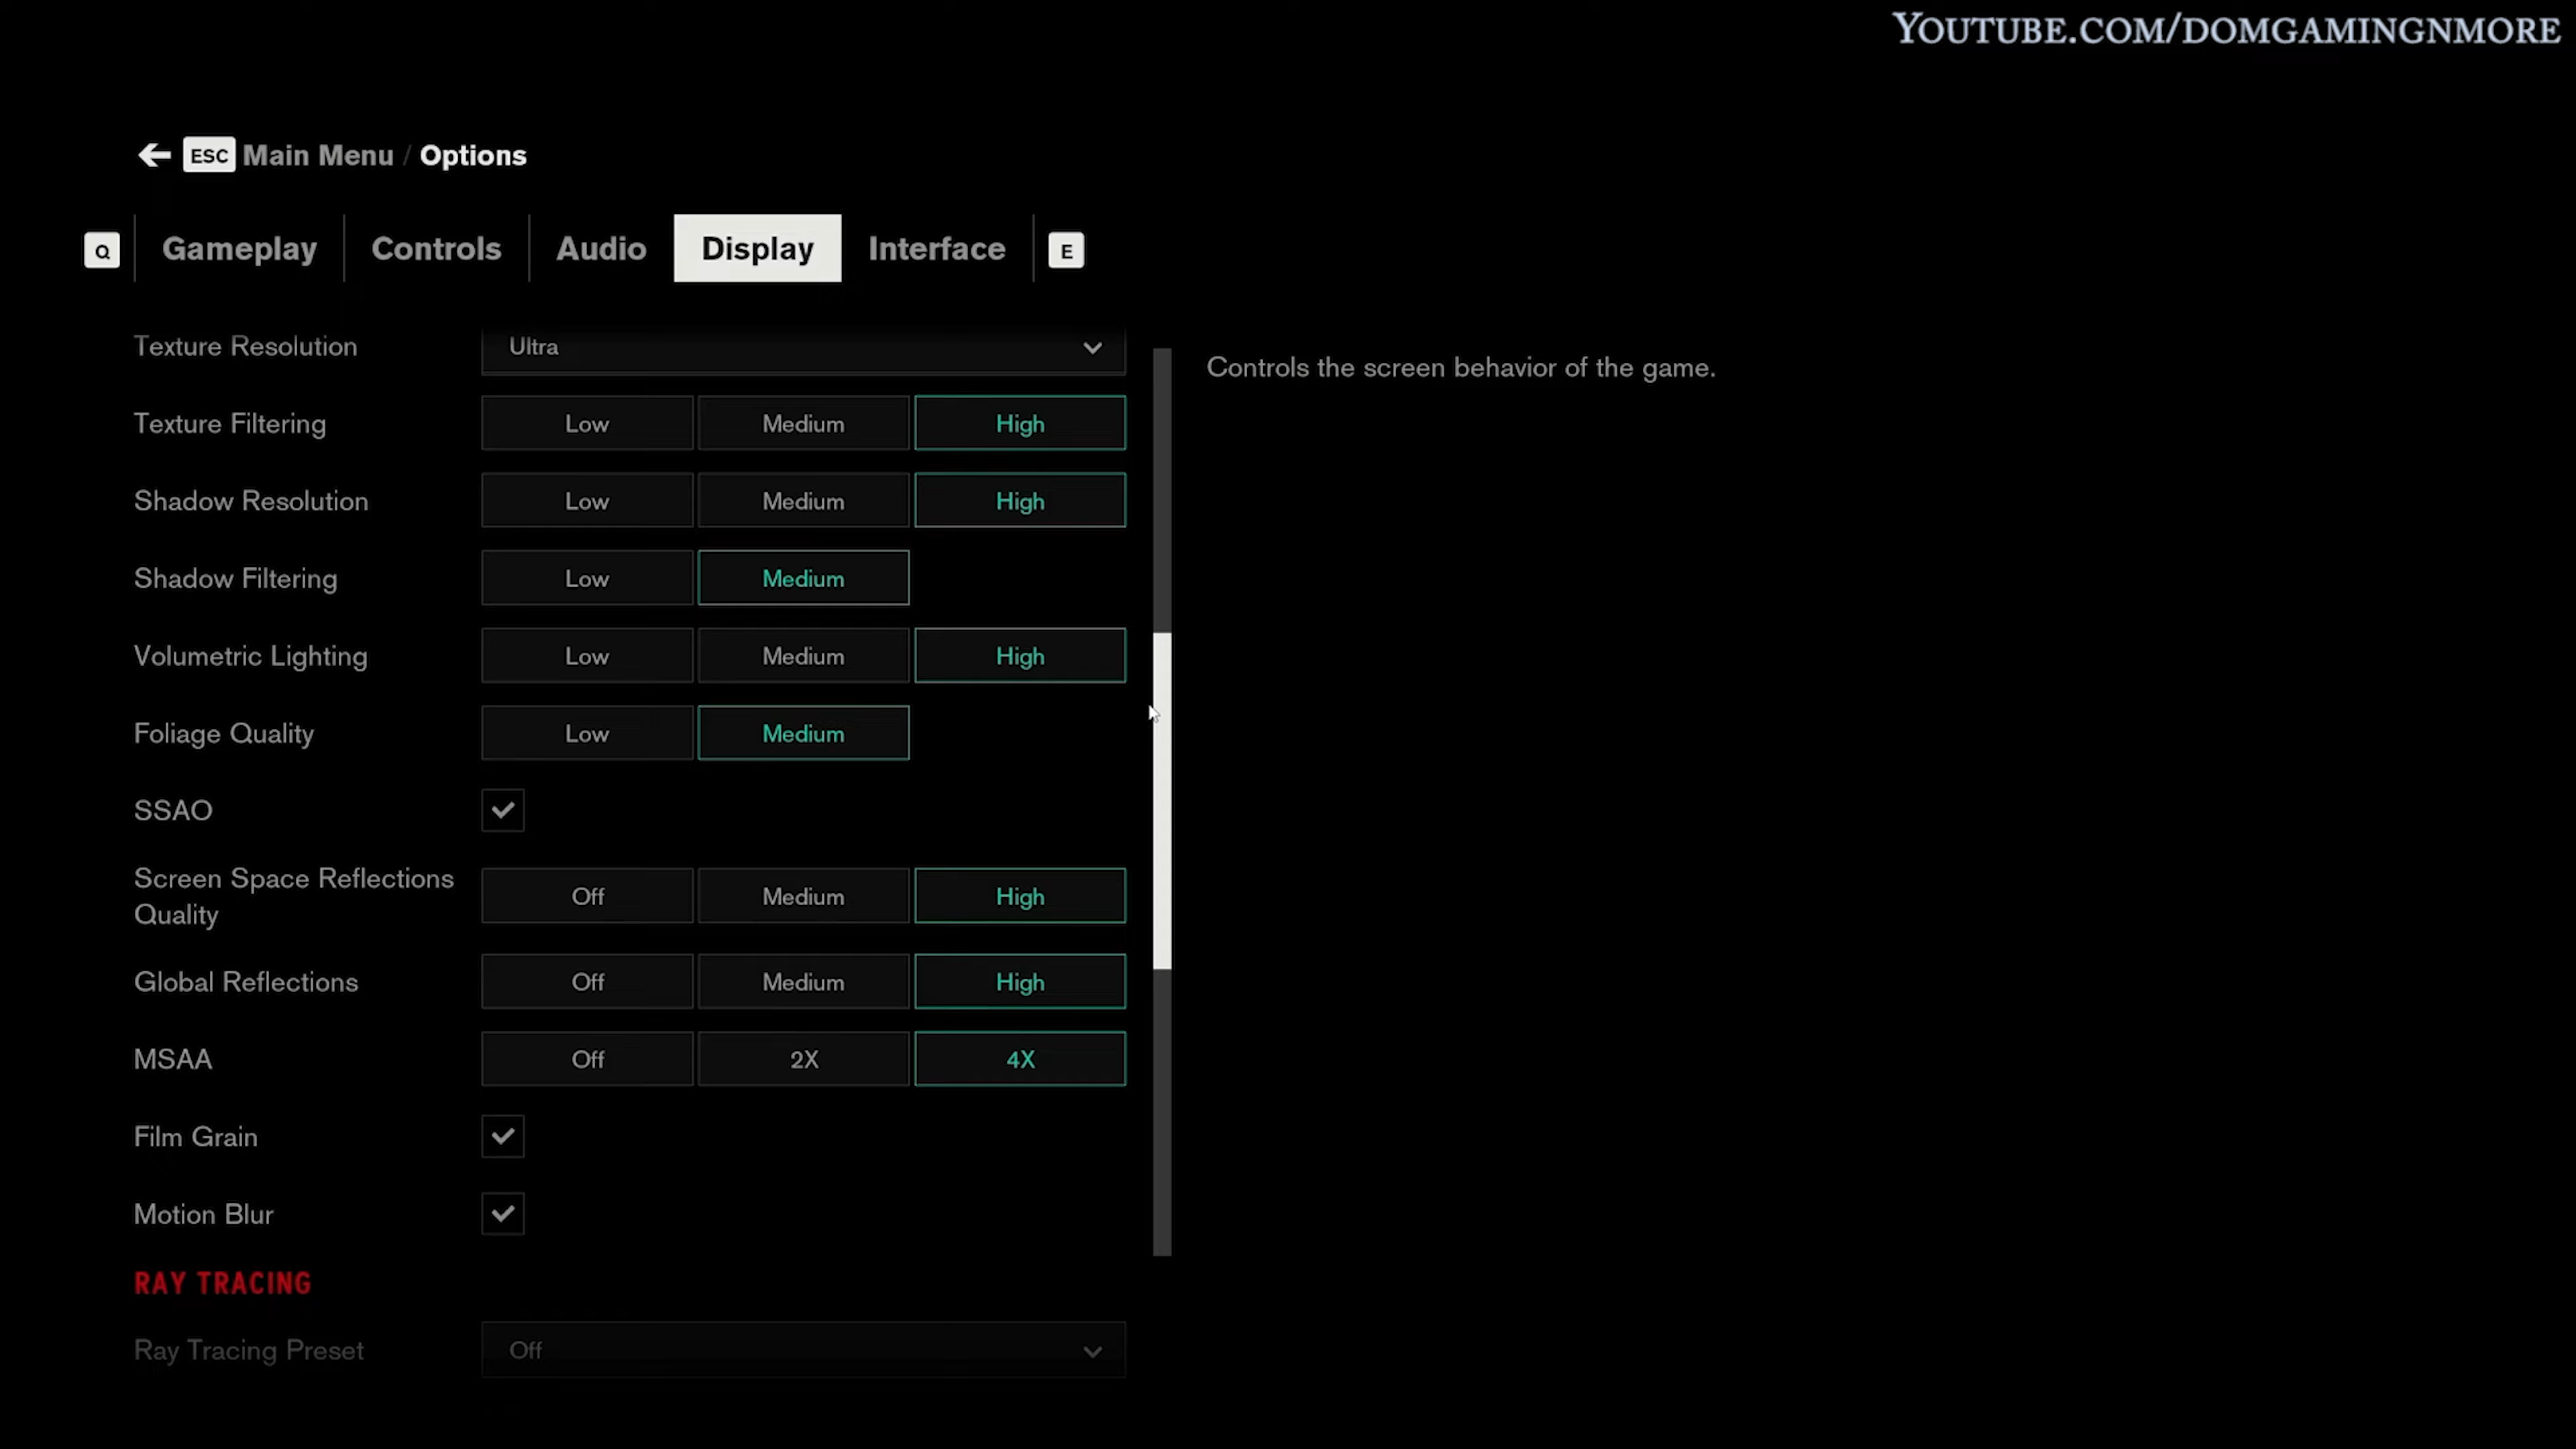 YOUTUBE.COM/DOMGAMINGNMORE
ESC Main Menu / Options
Q Gameplay Controls Audio Display Interface E
Texture Resolution Ultra
Controls the screen behavior of the game.
Texture Filtering Low Medium High
Shadow Resolution Low Medium High
Shadow Filtering Low Medium
Volumetric Lighting Low Medium High
Foliage Quality Low Medium
SSAO
Screen Space Reflections
Quality Off Medium High
Global Reflections Off Medium High
MSAA Off 2X 4X
Film Grain
Motion Blur
RAY TRACING
Ray Tracing Preset Off